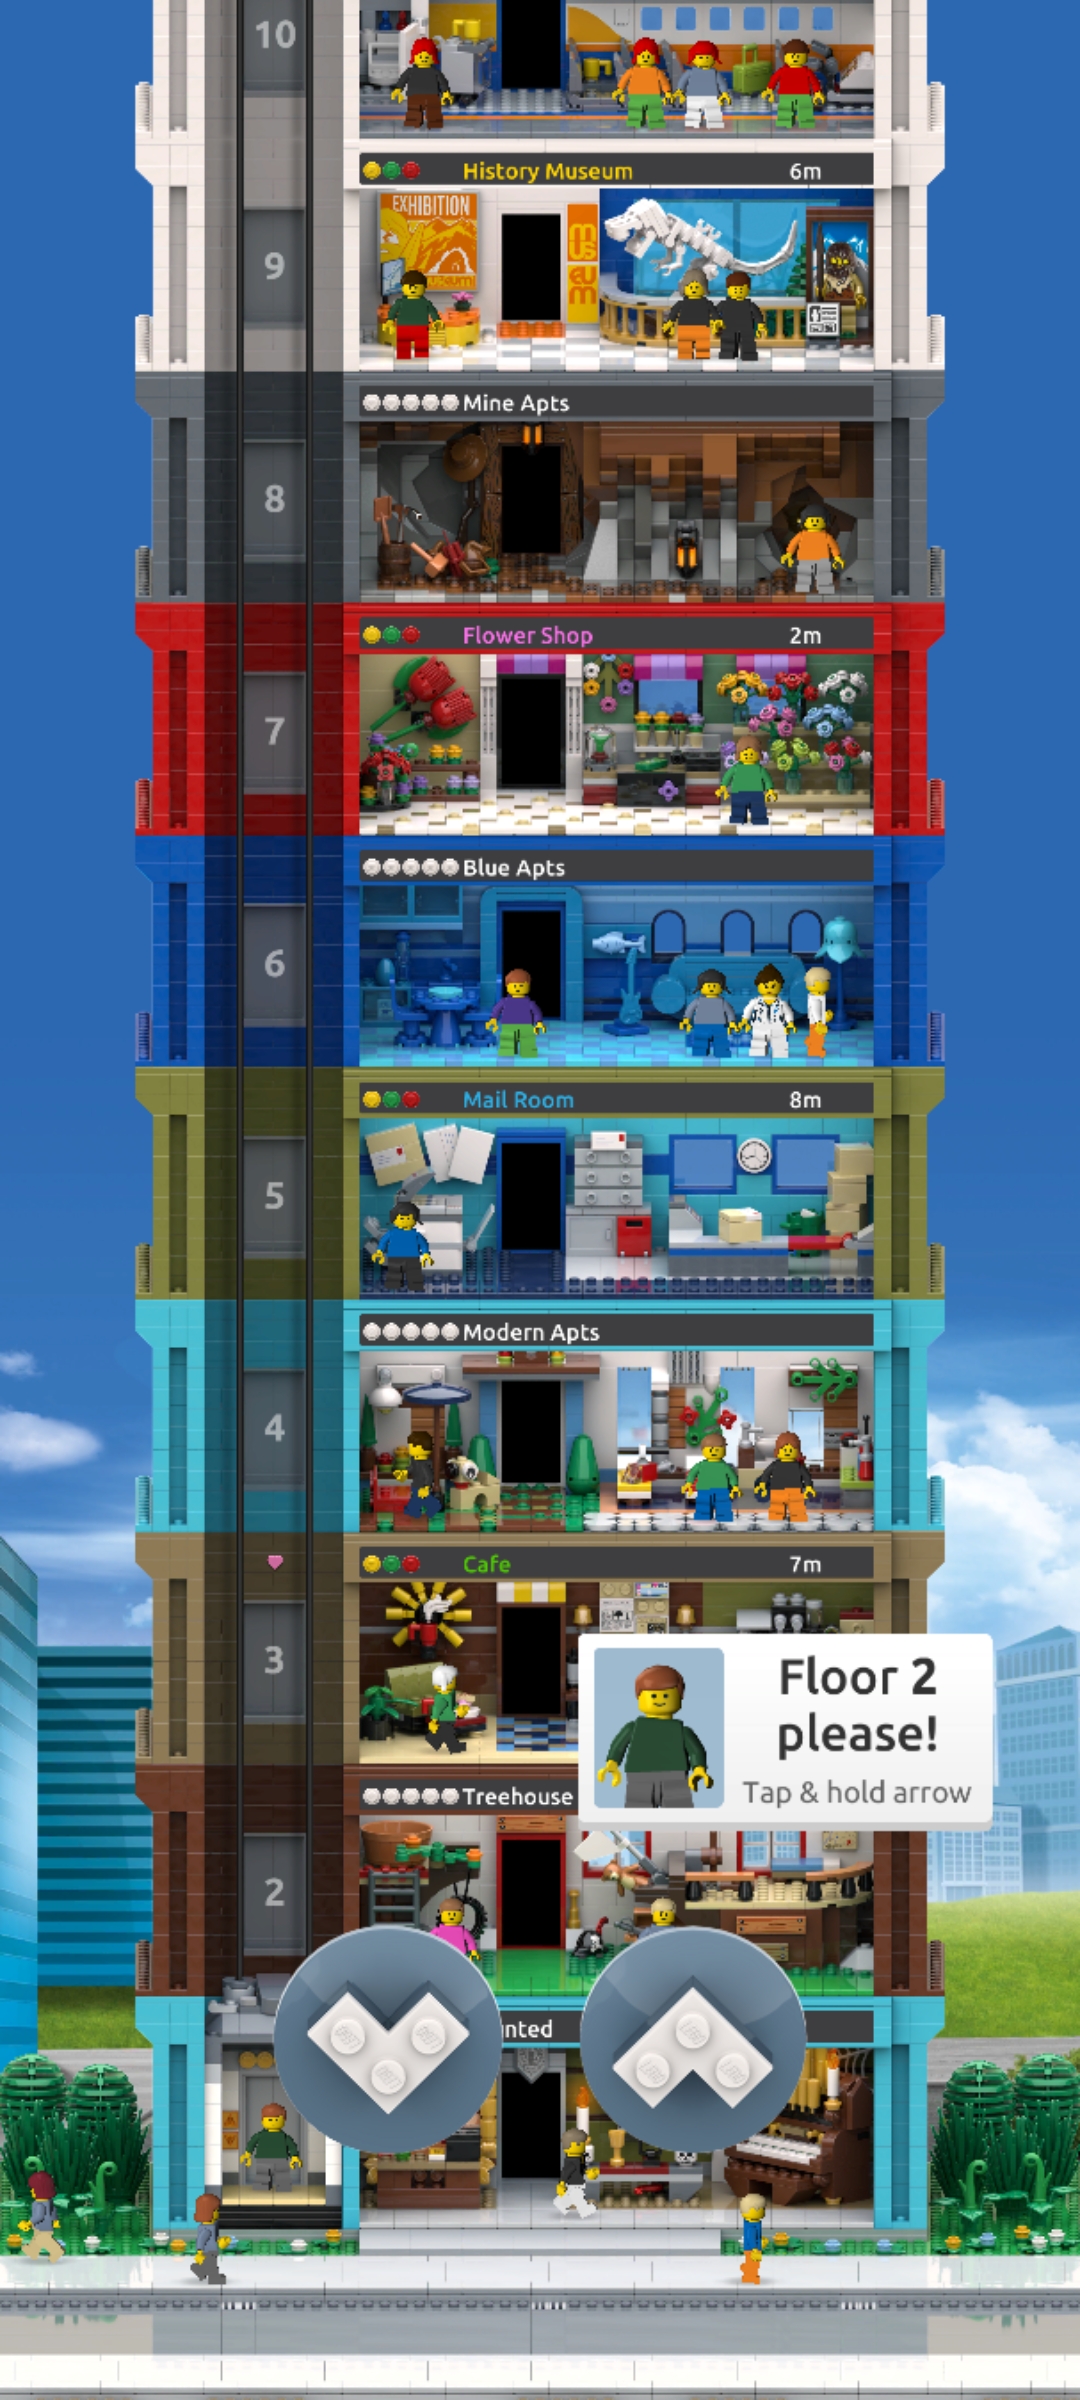 10
History Museum 6m
EXHIBITION
museum
9
Mine Apts
8
Flower Shop 2m
7
Blue Apts
6
Mail Room 8m
5
Modern Apts
4
Cafe 7m
3
Floor 2
please!
Tap & hold arrow
Treehouse
2
nted